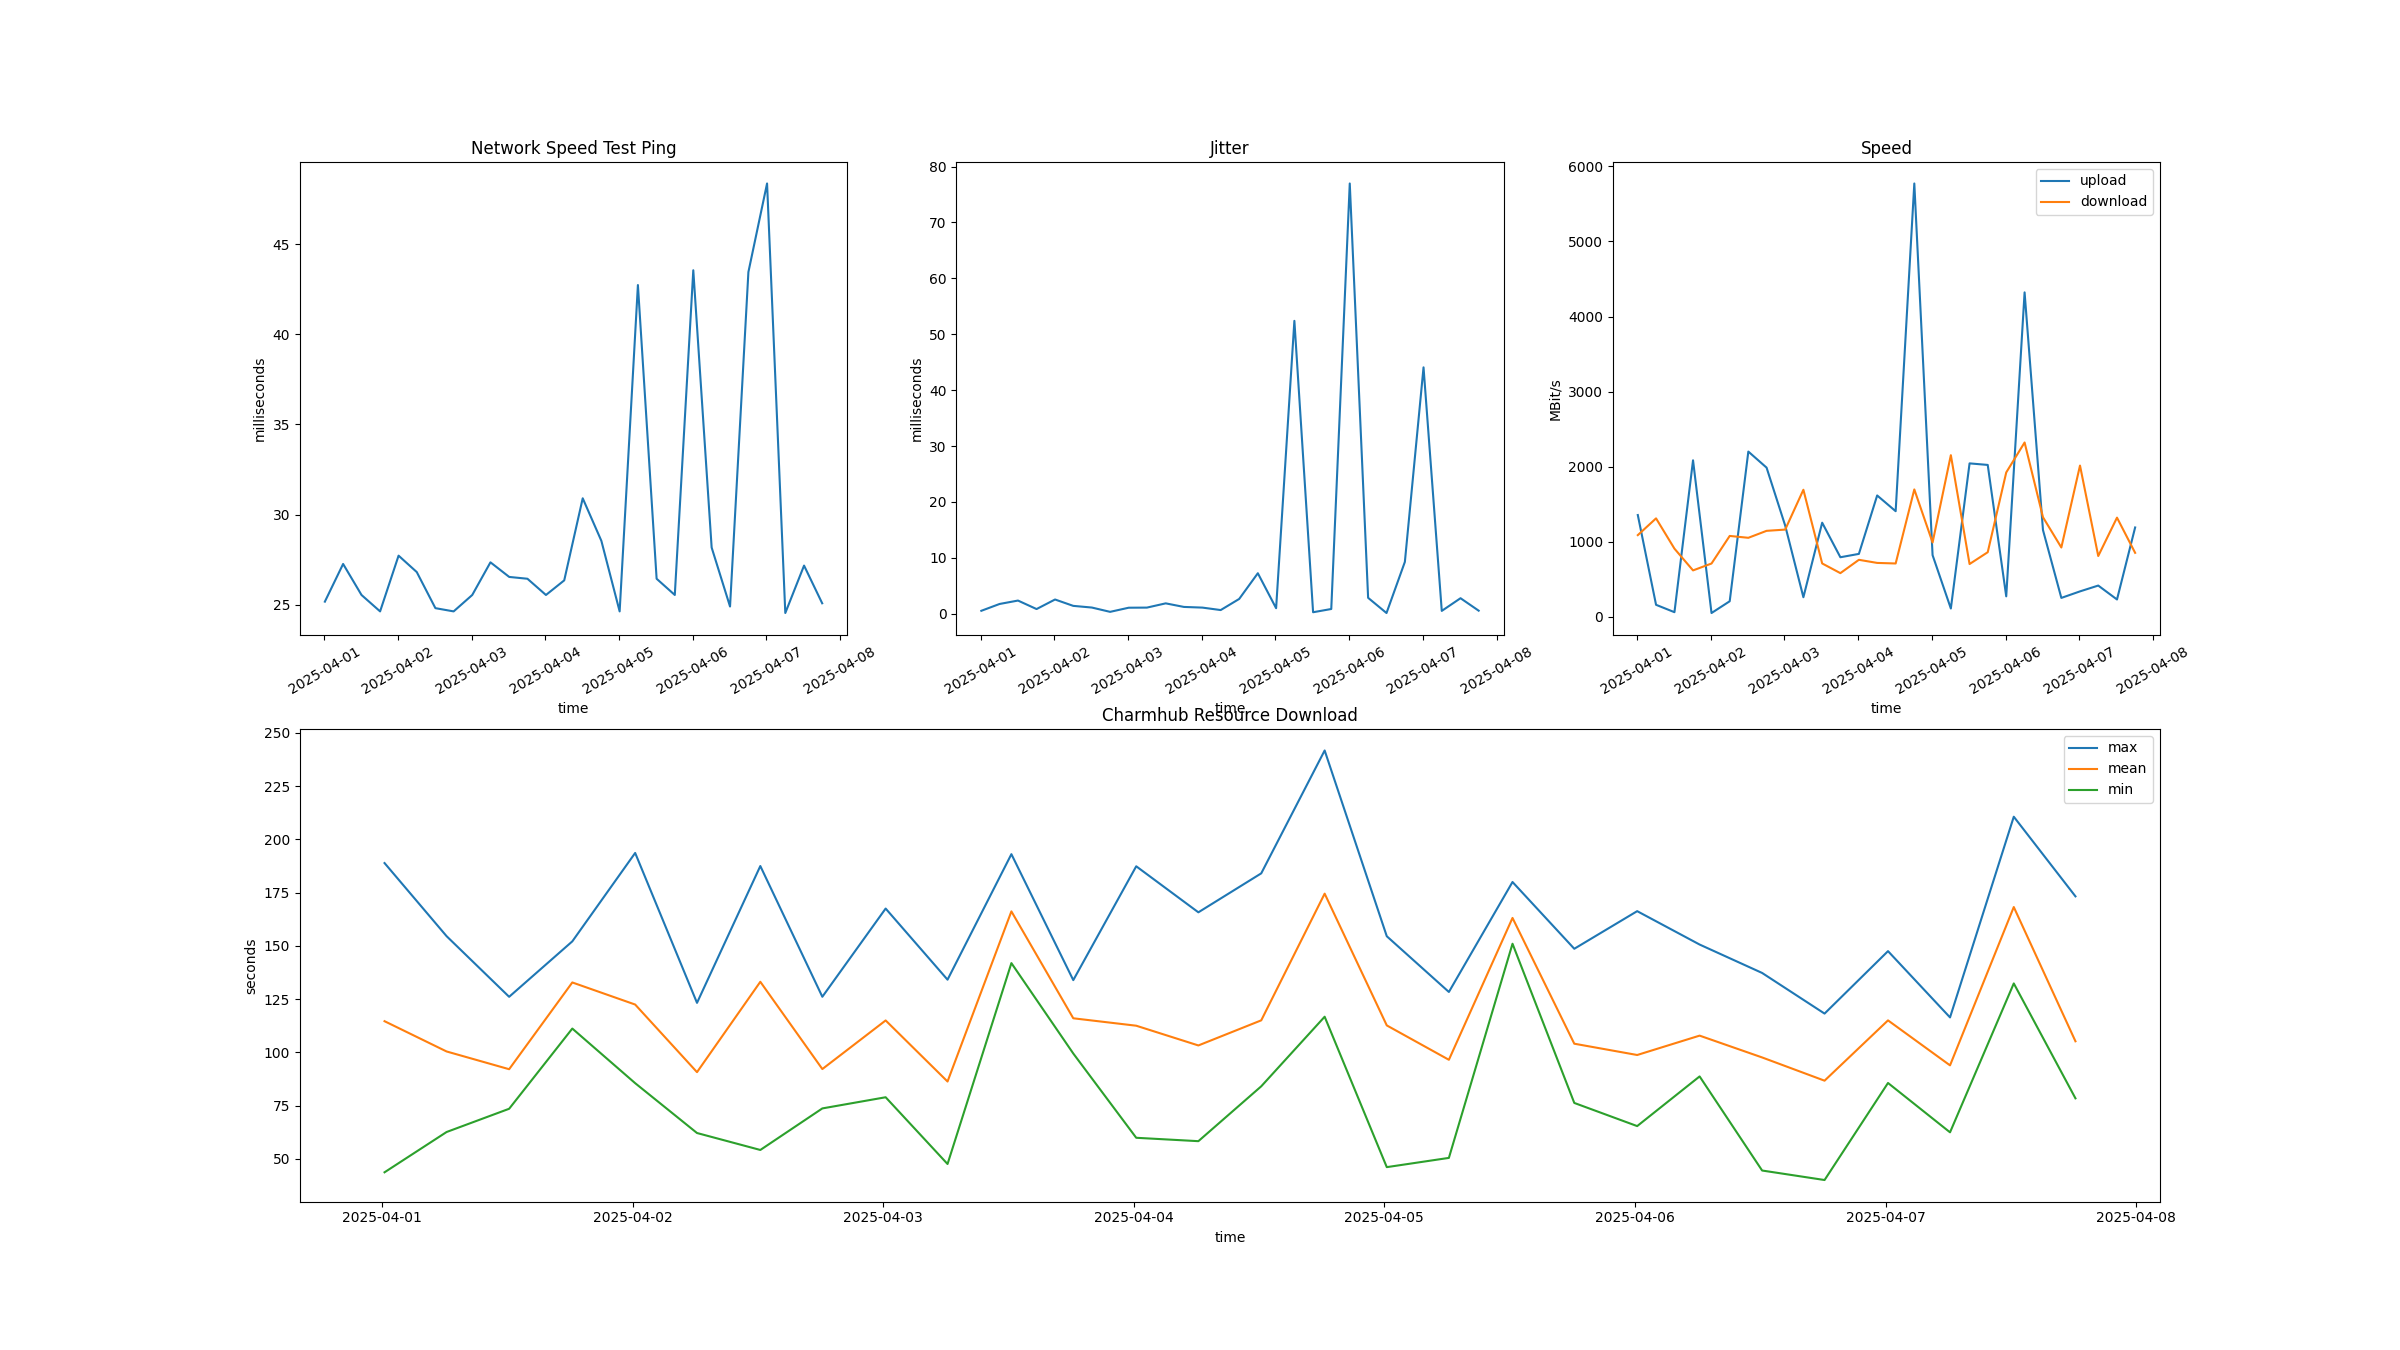 Network Speed Test Ping
milliseconds
45
40
35
30
25
2025-04-01 2025-04-02 2025-04-03 2025-04-04 2025-04-05 2025-04-06 2025-04-07 2025-04-08
time
Jitter
milliseconds
80
70
60
50
40
30
20
10
0
2025-04-01 2025-04-02 2025-04-03 2025-04-04 2025-04-05 2025-04-06 2025-04-07 2025-04-08
time
Speed
MBit/s
6000
5000
4000
3000
2000
1000
0
upload
download
2025-04-01 2025-04-02 2025-04-03 2025-04-04 2025-04-05 2025-04-06 2025-04-07 2025-04-08
time
Charmhub Resource Download
seconds
250
225
200
175
150
125
100
75
50
max
mean
min
2025-04-01 2025-04-02 2025-04-03 2025-04-04 2025-04-05 2025-04-06 2025-04-07 2025-04-08
time